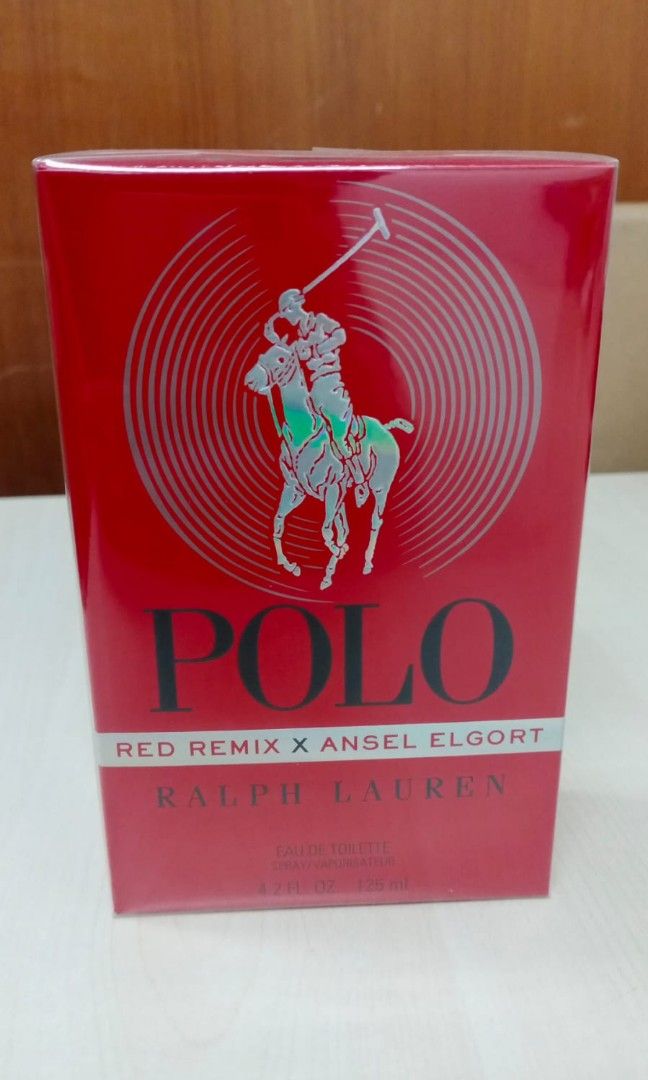 POLO
RED REMIX X ANSEL ELGORT
RALPH LAUREN
EAU DE TOILETTE
SPRAY/VAPORISATEUR
4.2 FL. OZ. 125 ml